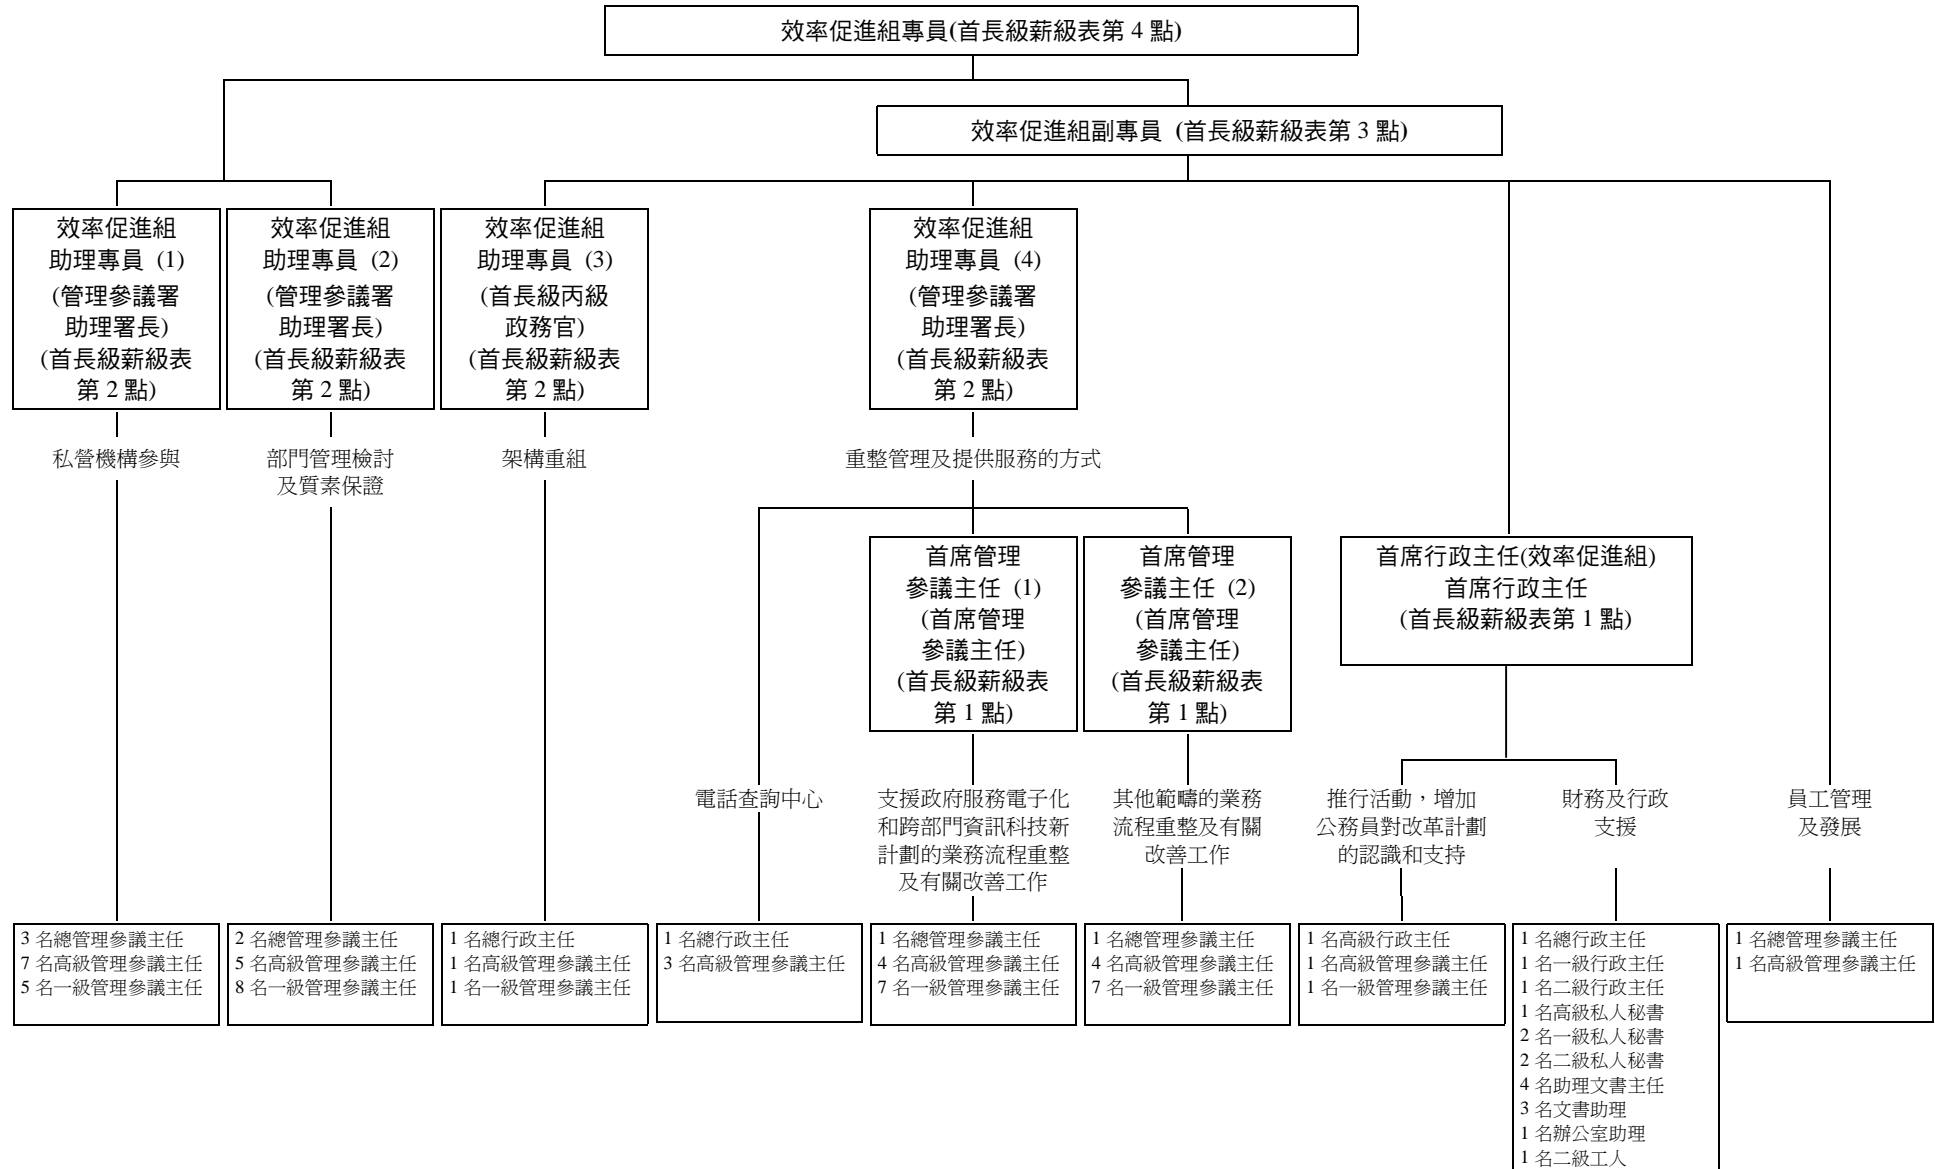 效率促進組專員(首長級薪級表第 4 點)
效率促進組副專員 (首長級薪級表第 3 點)
效率促進組
助理專員 (1)
(管理參議署
助理署長)
(首長級薪級表
第 2 點)
效率促進組
助理專員 (2)
(管理參議署
助理署長)
(首長級薪級表
第 2 點)
效率促進組
助理專員 (3)
(首長級丙級
政務官)
(首長級薪級表
第 2 點)
效率促進組
助理專員 (4)
(管理參議署
助理署長)
(首長級薪級表
第 2 點)
私營機構參與
部門管理檢討
及質素保證
架構重組
重整管理及提供服務的方式
首席管理
參議主任 (1)
(首席管理
參議主任)
(首長級薪級表
第 1 點)
首席管理
參議主任 (2)
(首席管理
參議主任)
(首長級薪級表
第 1 點)
首席行政主任(效率促進組)
首席行政主任
(首長級薪級表第 1 點)
電話查詢中心
支援政府服務電子化
和跨部門資訊科技新
計劃的業務流程重整
及有關改善工作
其他範疇的業務
流程重整及有關
改善工作
推行活動，增加
公務員對改革計劃
的認識和支持
財務及行政
支援
員工管理
及發展
3 名總管理參議主任
7 名高級管理參議主任
5 名一級管理參議主任
2 名總管理參議主任
5 名高級管理參議主任
8 名一級管理參議主任
1 名總行政主任
1 名高級管理參議主任
1 名一級管理參議主任
1 名總行政主任
3 名高級管理參議主任
1 名總管理參議主任
4 名高級管理參議主任
7 名一級管理參議主任
1 名總管理參議主任
4 名高級管理參議主任
7 名一級管理參議主任
1 名高級行政主任
1 名高級管理參議主任
1 名一級管理參議主任
1 名總行政主任
1 名一級行政主任
1 名二級行政主任
1 名高級私人秘書
2 名一級私人秘書
2 名二級私人秘書
4 名助理文書主任
3 名文書助理
1 名辦公室助理
1 名二級工人
1 名總管理參議主任
1 名高級管理參議主任